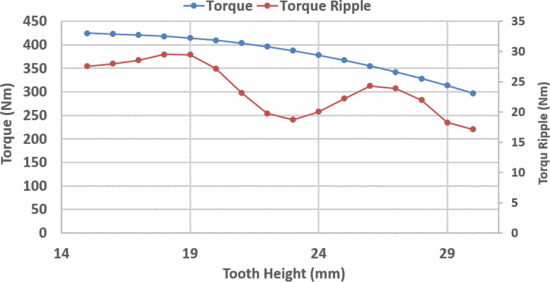 Torque Torque Ripple
450 35
400 30
350 25
300 20
250 15
200 10
150 5
100 0
50
0
14 19 24 29
Torque (Nm)
Torqu Ripple (Nm)
Tooth Height (mm)